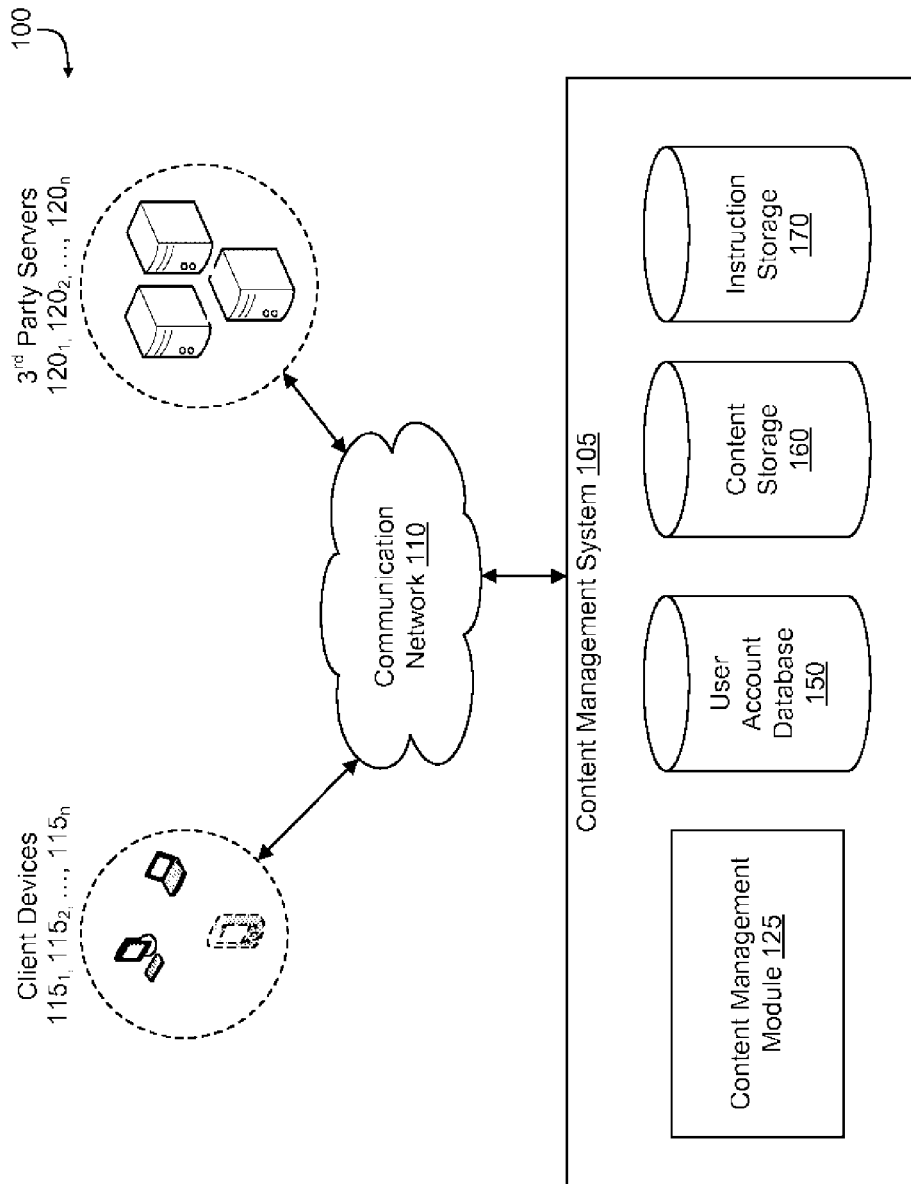 100
Client Devices
115₁, 115₂, ..., 115ₙ
3rd Party Servers
120₁, 120₂, ..., 120ₙ
Communication
Network 110
Content Management System 105
Content Management
Module 125
User
Account
Database
150
Content
Storage
160
Instruction
Storage
170